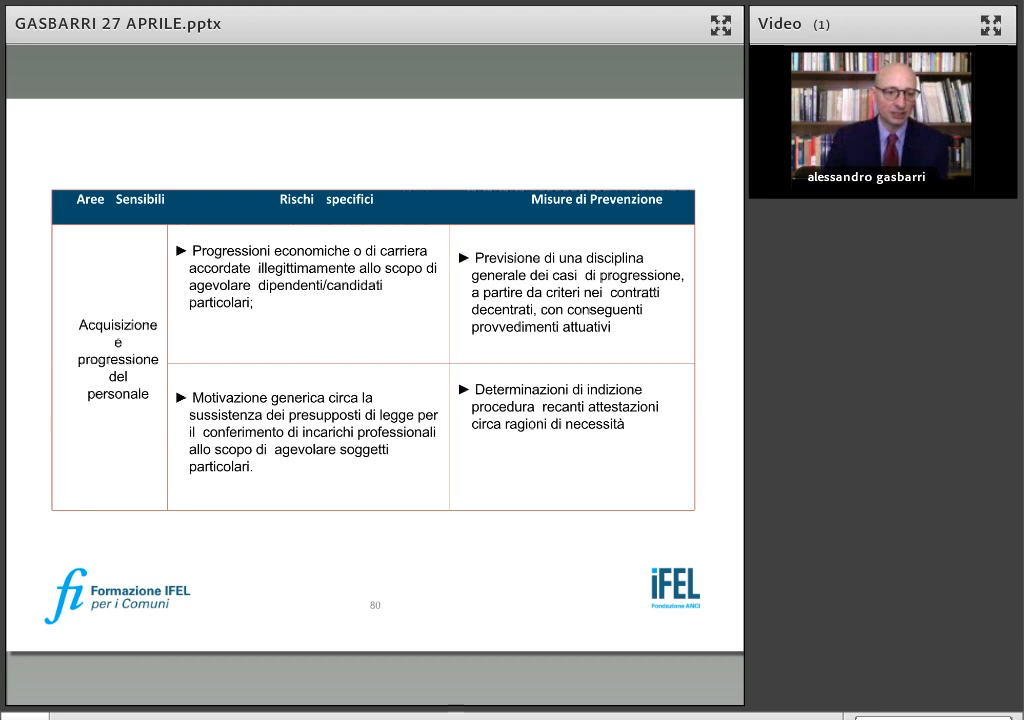 GASBARRI 27 APRILE.pptx
Video (1)
alessandro gasbarri
Aree Sensibili
Rischi specifici
Misure di Prevenzione
Acquisizione
e
progressione
del
personale
► Progressioni economiche o di carriera
accordate illegittimamente allo scopo di
agevolare dipendenti/candidati
particolari;
► Previsione di una disciplina
generale dei casi di progressione,
a partire da criteri nei contratti
decentrati, con conseguenti
provvedimenti attuativi
► Motivazione generica circa la
sussistenza dei presupposti di legge per
il conferimento di incarichi professionali
allo scopo di agevolare soggetti
particolari.
► Determinazioni di indizione
procedura recanti attestazioni
circa ragioni di necessità
fi Formazione IFEL
per i Comuni
80
iFEL
Fondazione ANCI